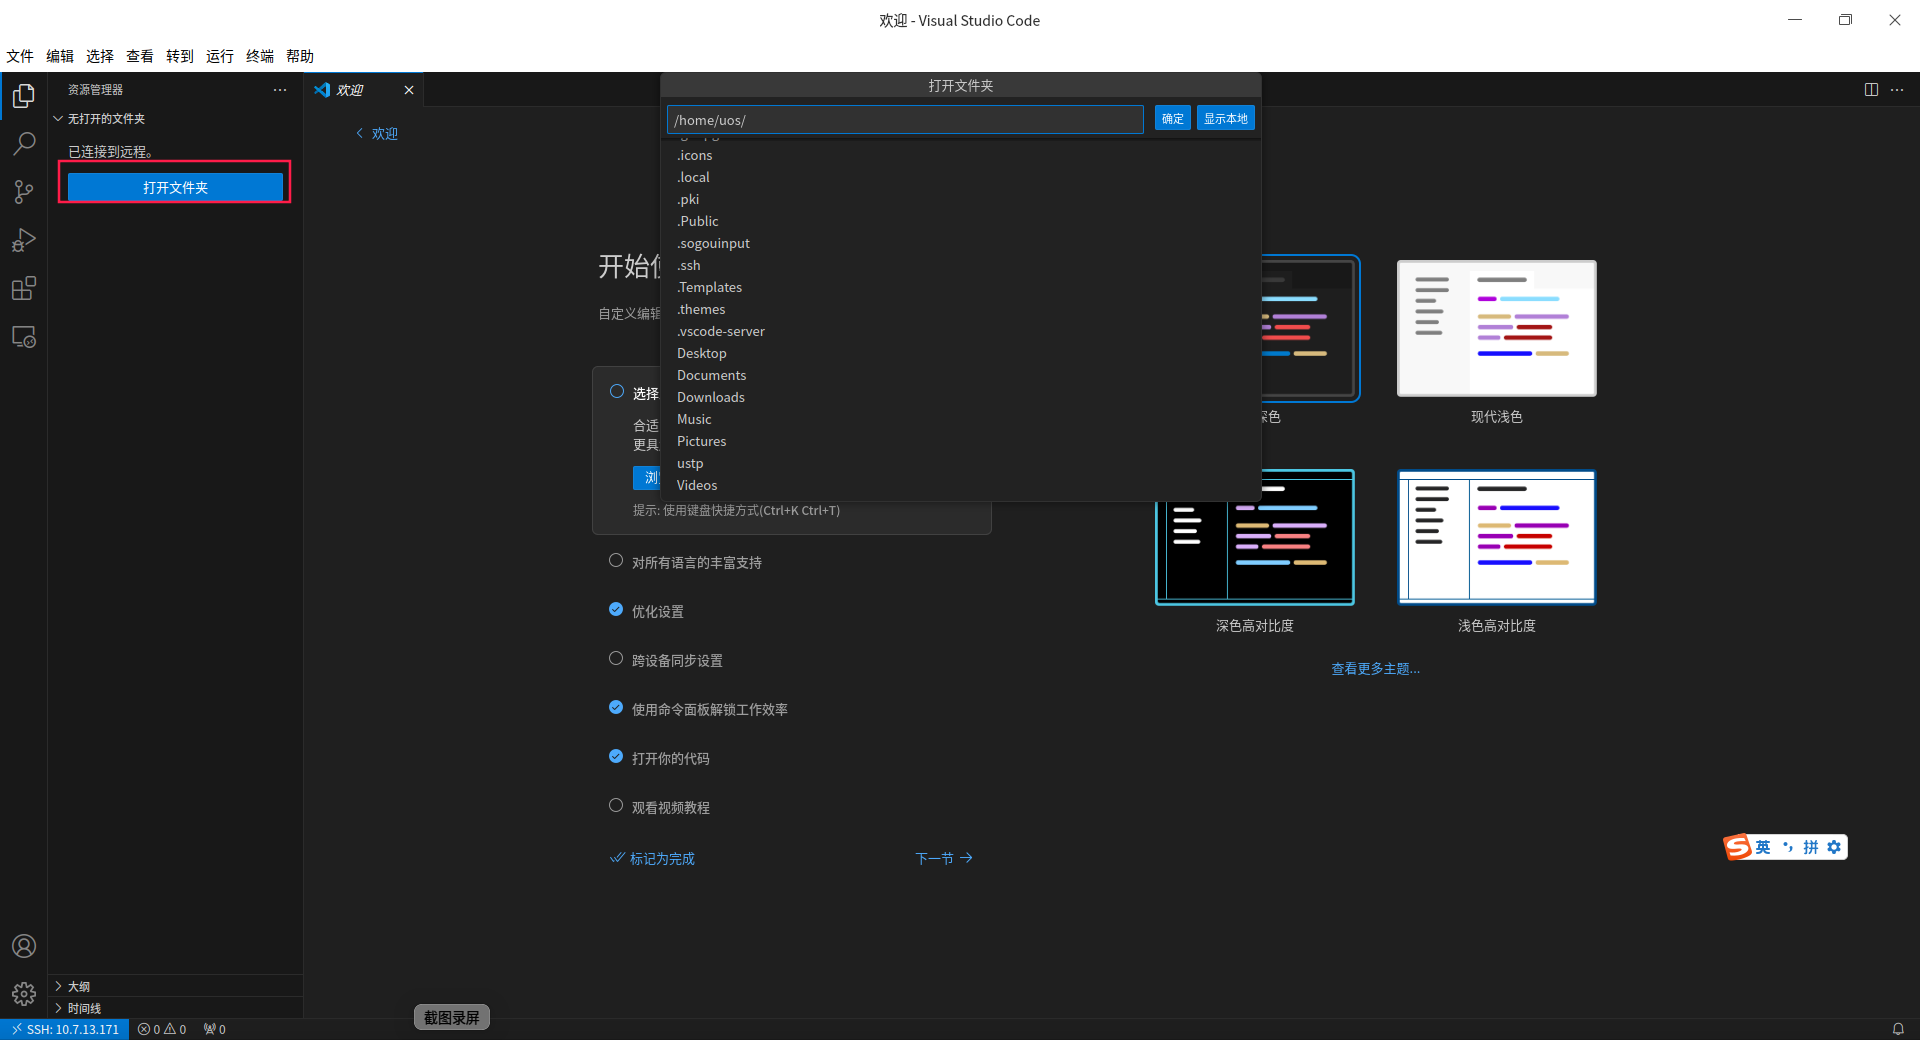 欢迎 - Visual Studio Code
文件 编辑 选择 查看 转到 运行 终端 帮助
资源管理器
无打开的文件夹
已连接到远程。
打开文件夹
欢迎
欢迎
打开文件夹
/home/uos/
确定
显示本地
.icons
.local
.pki
.Public
.sogouinput
.ssh
.Templates
.themes
.vscode-server
Desktop
Documents
Downloads
Music
Pictures
ustp
Videos
开始
自定义编辑
选择
合适
更具
浏
提示: 使用键盘快捷方式(Ctrl+K Ctrl+T)
对所有语言的丰富支持
优化设置
跨设备同步设置
使用命令面板解锁工作效率
打开你的代码
观看视频教程
标记为完成
下一节
深色
现代浅色
深色高对比度
浅色高对比度
查看更多主题...
英 拼
大纲
时间线
截图录屏
SSH: 10.7.13.171
0 0
0